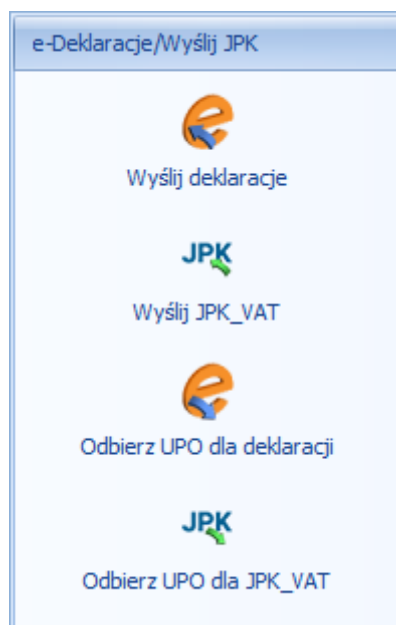 e-Deklaracje/Wyślij JPK
e
Wyślij deklaracje
JPK
Wyślij JPK_VAT
e
Odbierz UPO dla deklaracji
JPK
Odbierz UPO dla JPK_VAT